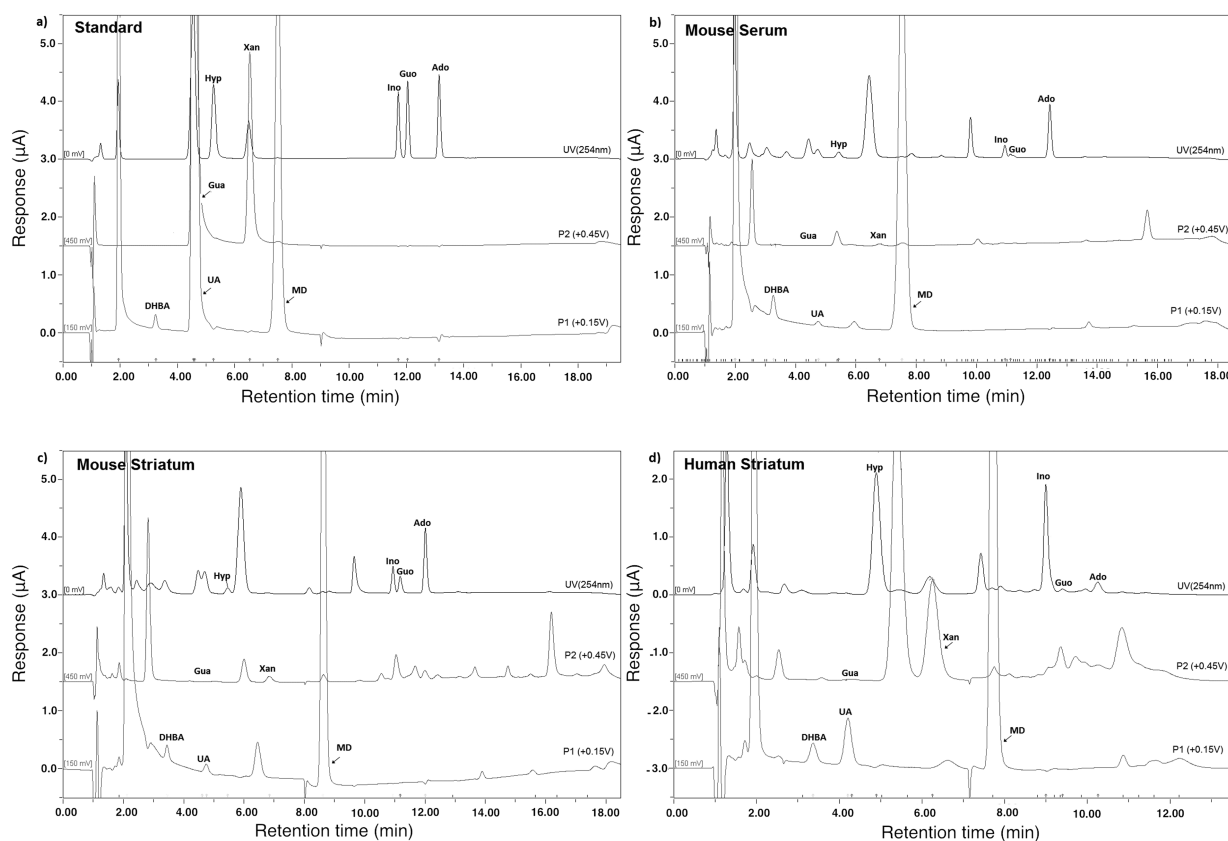 a) Standard
5.0
4.0
3.0
2.0
1.0
0.0
Response (µA)
Hyp
Xan
Ino
Guo
Ado
[0 mV]
UV(254nm)
Gua
[450 mV]
P2 (+0.45V)
UA
DHBA
MD
[150 mV]
P1 (+0.15V)
0.00 2.00 4.00 6.00 8.00 10.00 12.00 14.00 16.00 18.00
Retention time (min)
b) Mouse Serum
5.0
4.0
3.0
2.0
1.0
0.0
Response (µA)
Hyp
Ino
Guo
Ado
[0 mV]
UV(254nm)
Gua
Xan
[450 mV]
P2 (+0.45V)
DHBA
UA
MD
[150 mV]
P1 (+0.15V)
0.00 2.00 4.00 6.00 8.00 10.00 12.00 14.00 16.00 18.00
Retention time (min)
c) Mouse Striatum
5.0
4.0
3.0
2.0
1.0
0.0
Response (µA)
Hyp
Ino
Guo
Ado
[0 mV]
UV(254nm)
Gua
Xan
[450 mV]
P2 (+0.45V)
DHBA
UA
MD
[150 mV]
P1 (+0.15V)
0.00 2.00 4.00 6.00 8.00 10.00 12.00 14.00 16.00 18.00
Retention time (min)
d) Human Striatum
2.0
1.0
0.0
-1.0
-2.0
-3.0
Response (µA)
Hyp
Ino
Guo
Ado
[0 mV]
UV(254nm)
Gua
Xan
[450 mV]
P2 (+0.45V)
DHBA
UA
MD
[150 mV]
P1 (+0.15V)
0.00 2.00 4.00 6.00 8.00 10.00
Retention time (min)